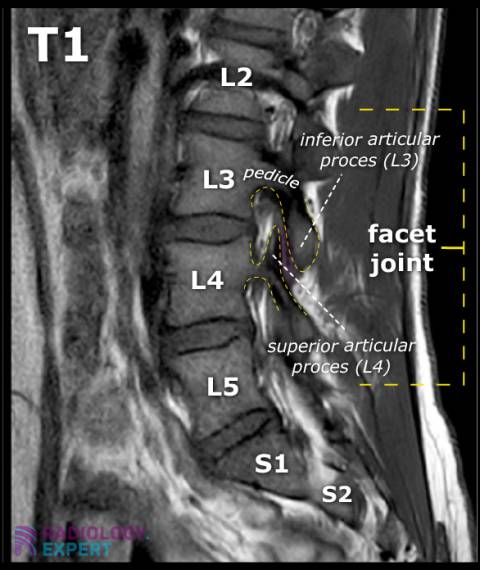 T1
L2
inferior articular
proces (L3)
L3
pedicle
facet
joint
L4
superior articular
proces (L4)
L5
S1
S2
RADIOLOGY.
EXPERT